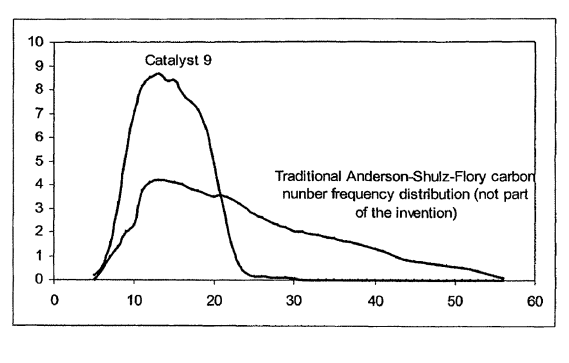 10
9
8
7
6
5
4
3
2
1
0
Catalyst 9
Traditional Anderson-Shulz-Flory carbon
nunber frequency distribution (not part
of the invention)
0 10 20 30 40 50 60